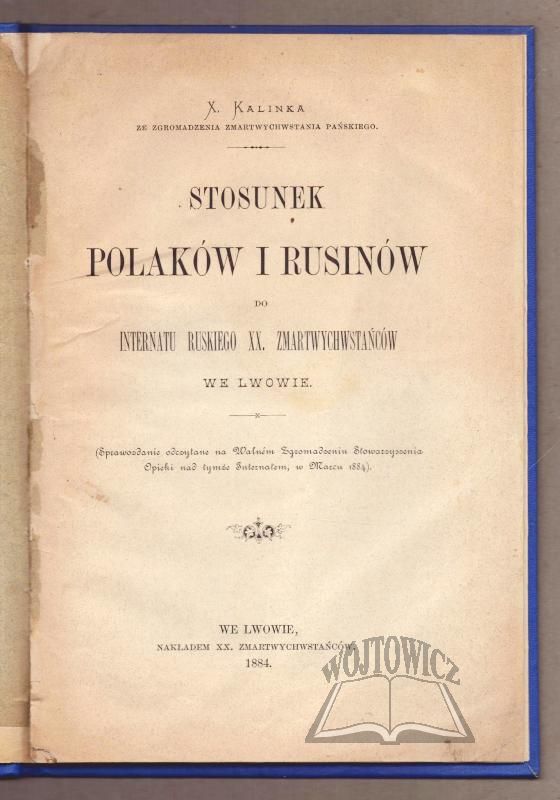 X. KALINKA
ZE ZGROMADZENIA ZMARTWYCHWSTANIA PAŃSKIEGO.
STOSUNEK
POLAKÓW I RUSINÓW
DO
INTERNATU RUSKIEGO XX. ZMARTWYCHWSTAŃCÓW
WE LWOWIE.
(Sprawozdanie odczytane na Walném Zgromadzeniu Stowarzyszenia
Opieki nad tymże Internatem, w Marcu 1884).
WE LWOWIE,
NAKŁADEM XX. ZMARTWYCHWSTAŃCÓW.
1884.
WÓJTOWICZ